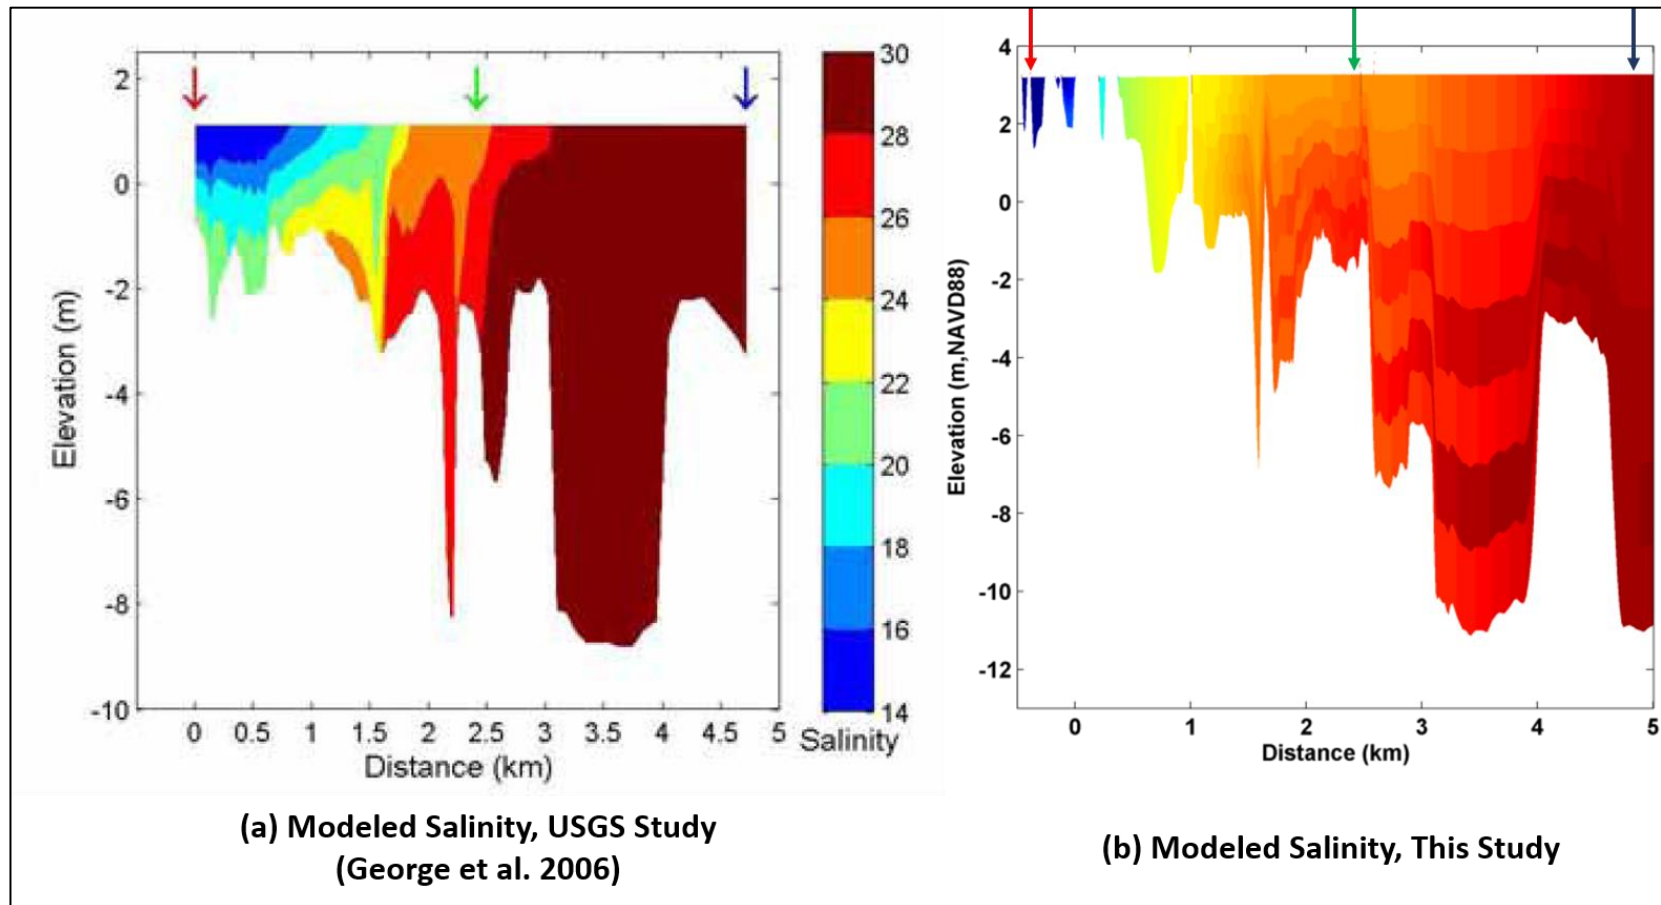 2
0
-2
-4
-6
-8
-10
Elevation (m)
0 0.5 1 1.5 2 2.5 3 3.5 4 4.5 5
Distance (km)
30
28
26
24
22
20
18
16
14
Salinity
(a) Modeled Salinity, USGS Study
(George et al. 2006)
4
2
0
-2
-4
-6
-8
-10
-12
Elevation (m,NAVD88)
0 1 2 3 4 5
Distance (km)
(b) Modeled Salinity, This Study